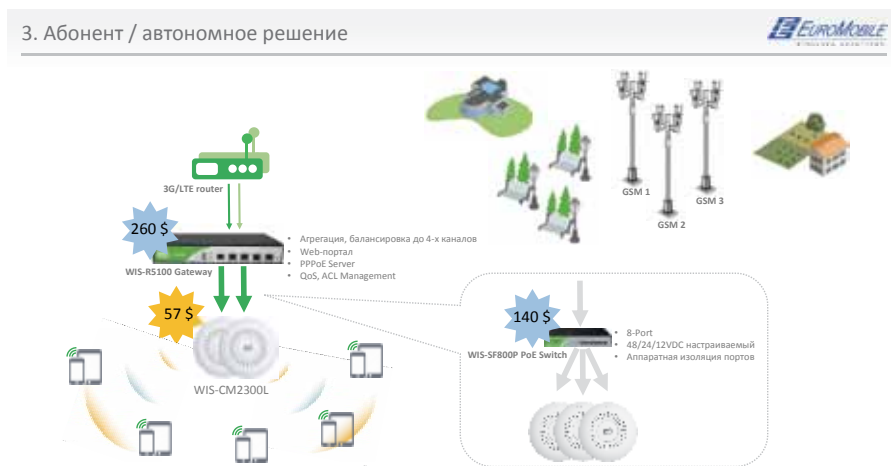 3. Абонент / автономное решение
EUROMOBILE
3G/LTE router
GSM 1
GSM 3
GSM 2
260 $
WIS-R5100 Gateway
• Агрегация, балансировка до 4-х каналов
• Web-портал
• PPPoE Server
• QoS, ACL Management
57 $
WIS-CM2300L
140 $
WIS-SF800P PoE Switch
• 8-Port
• 48/24/12VDC настраиваемый
• Аппаратная изоляция портов